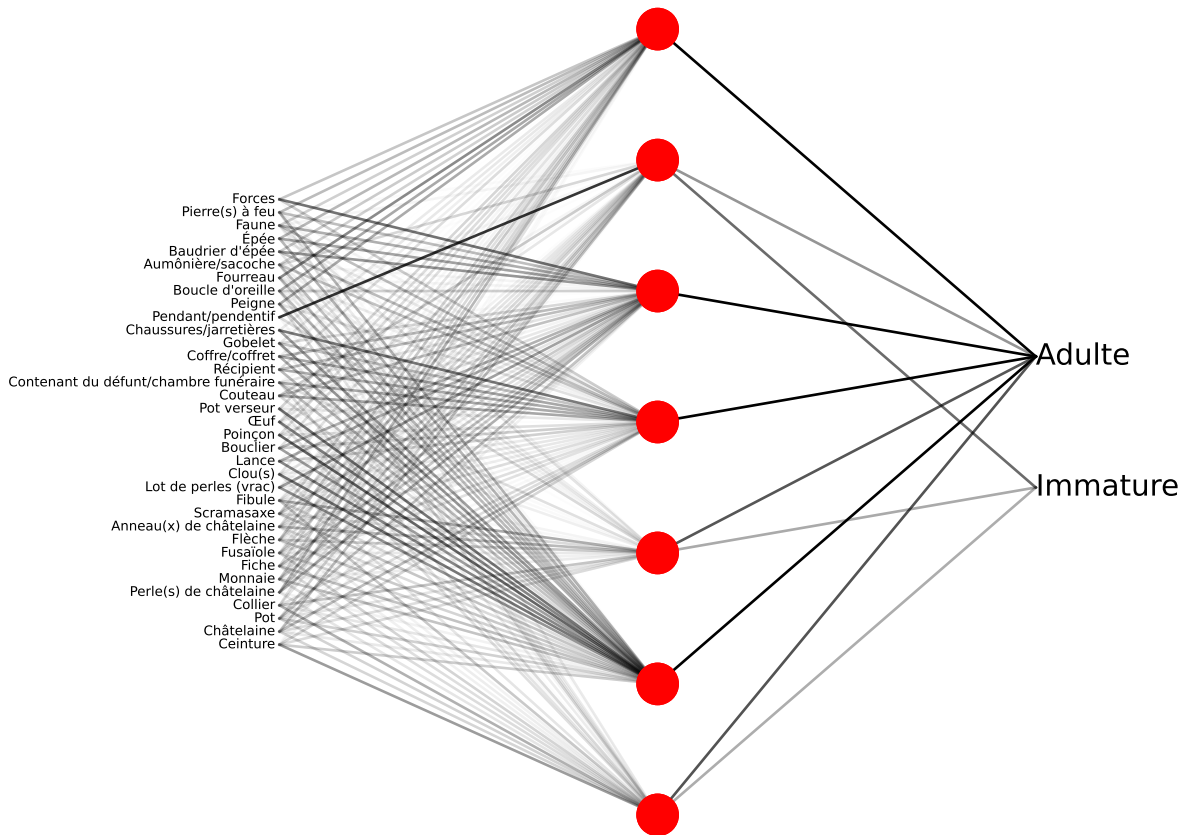 Forces
Pierre(s) à feu
Faune
Épée
Baudrier d'épée
Aumônière/sacoche
Fourreau
Boucle d'oreille
Peigne
Pendant/pendentif
Chaussures/jarretières
Gobelet
Coffre/coffret
Récipient
Contenant du défunt/chambre funéraire
Couteau
Pot verseur
Œuf
Poinçon
Bouclier
Lance
Clou(s)
Lot de perles (vrac)
Fibule
Scramasaxe
Anneau(x) de châtelaine
Flèche
Fusaïole
Fiche
Monnaie
Perle(s) de châtelaine
Collier
Pot
Châtelaine
Ceinture
Adulte
Immature